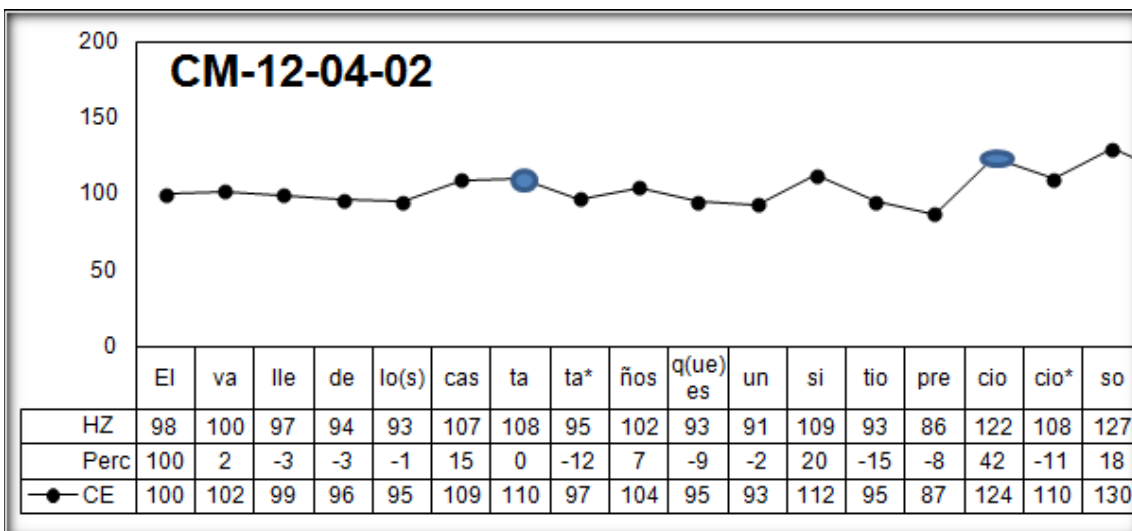 200
CM-12-04-02
150
100
50
0
El va lle de lo(s) cas ta ta* ños q(ue) es un si tio pre cio cio* so
HZ 98 100 97 94 93 107 108 95 102 93 91 109 93 86 122 108 127
Perc 100 2 -3 -3 -1 15 0 -12 7 -9 -2 20 -15 -8 42 -11 18
CE 100 102 99 96 95 109 110 97 104 95 93 112 95 87 124 110 130